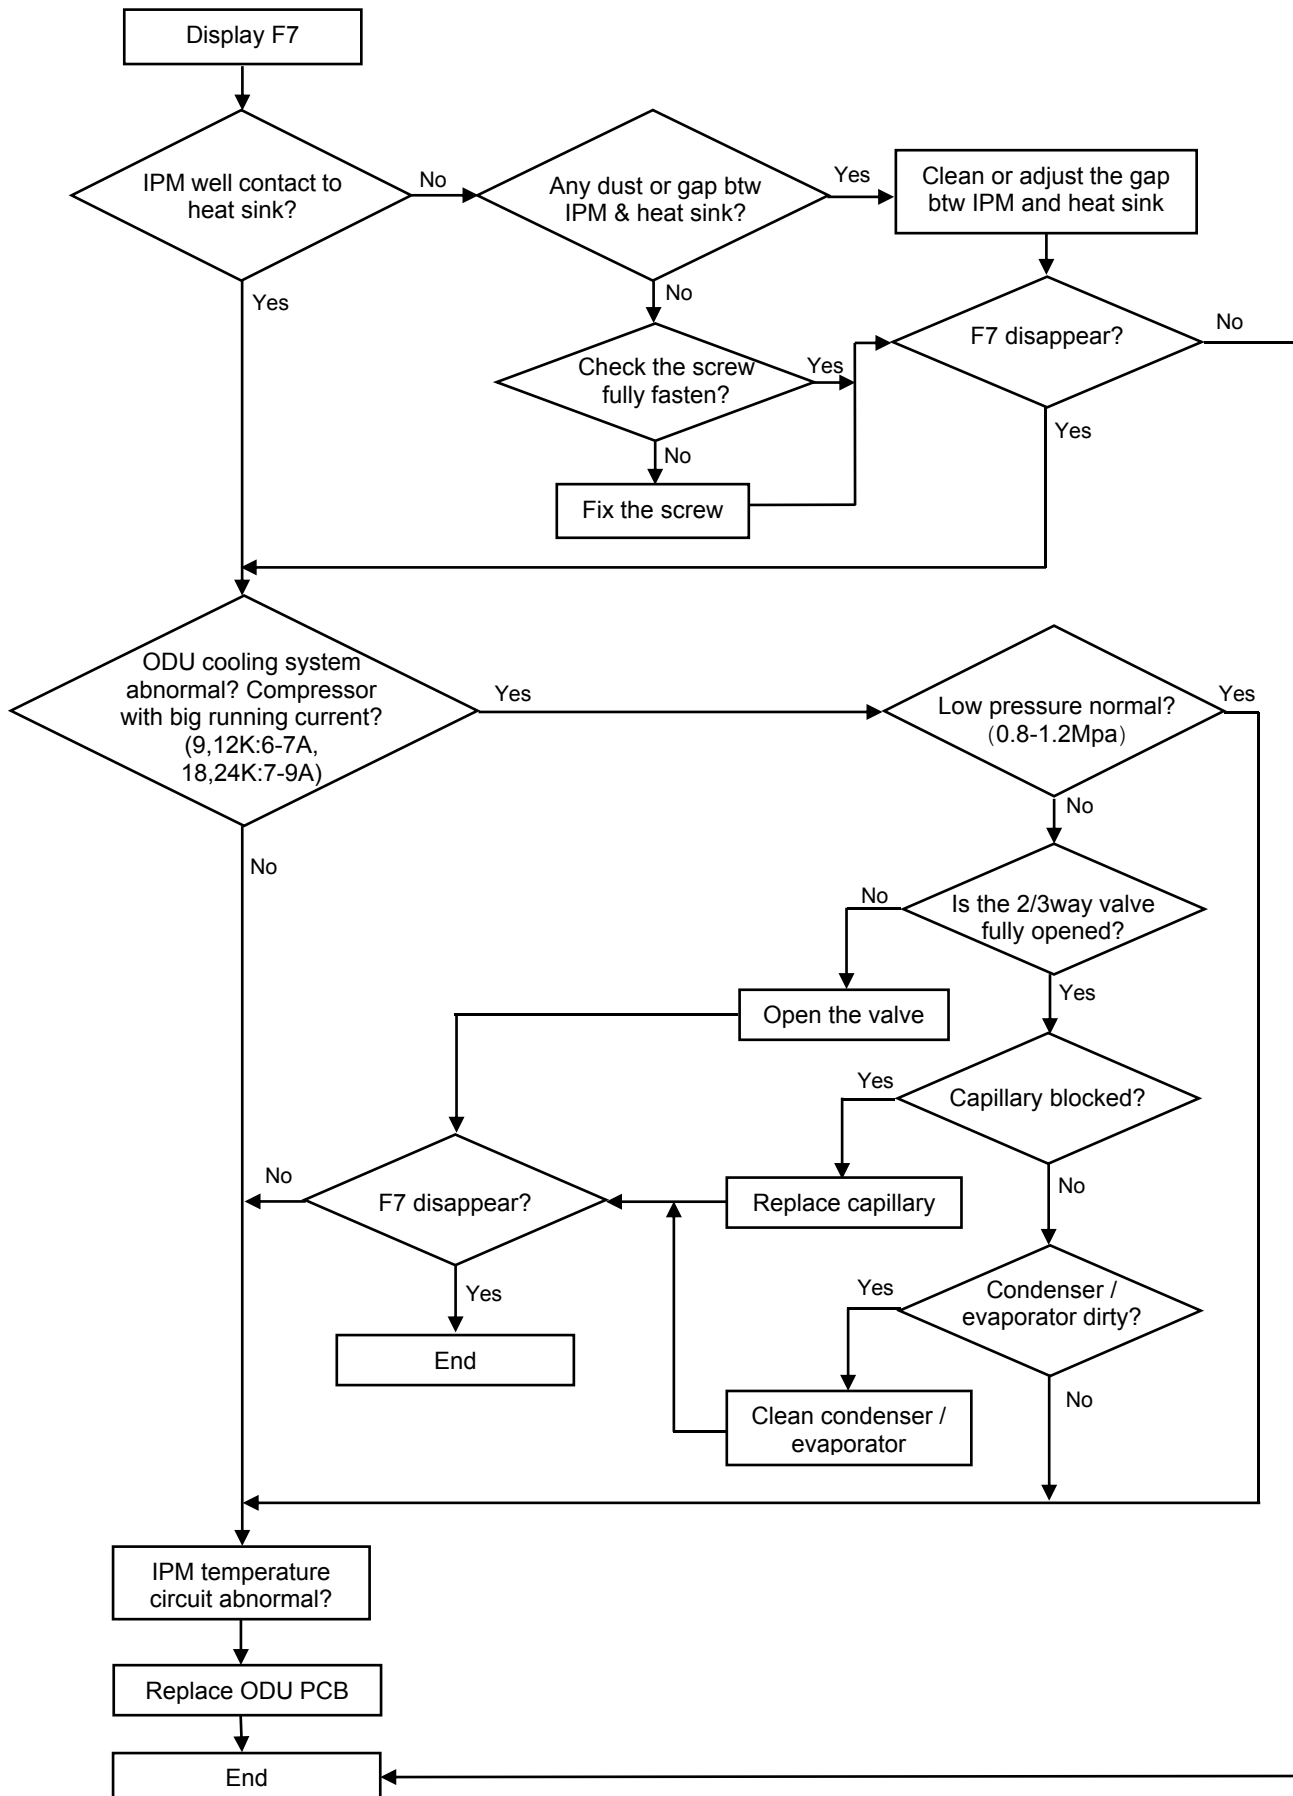 Display F7
IPM well contact to
heat sink?
No
Any dust or gap btw
IPM & heat sink?
Yes
Clean or adjust the gap
btw IPM and heat sink
Yes
No
F7 disappear?
No
Check the screw
fully fasten?
Yes
Yes
No
Fix the screw
ODU cooling system
abnormal? Compressor
with big running current?
(9,12K:6-7A,
18,24K:7-9A)
Yes
Low pressure normal?
(0.8-1.2Mpa)
Yes
No
No
Is the 2/3way valve
fully opened?
No
Yes
Open the valve
Capillary blocked?
Yes
No
Replace capillary
F7 disappear?
No
Yes
End
Condenser /
evaporator dirty?
Yes
No
Clean condenser /
evaporator
IPM temperature
circuit abnormal?
Replace ODU PCB
End